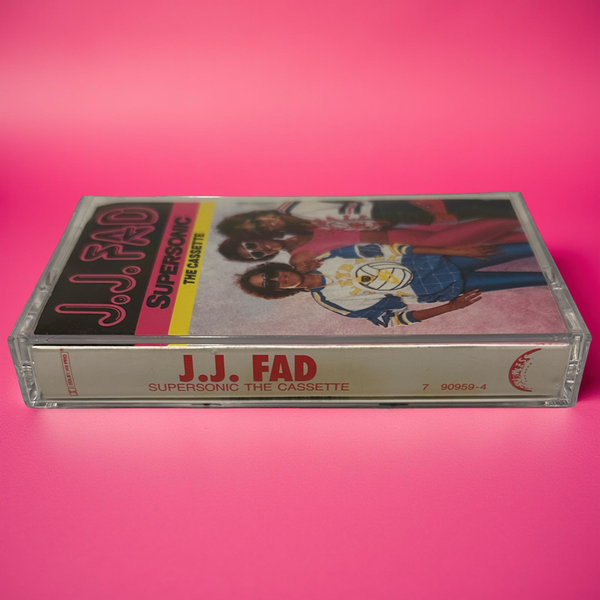 J.J. FAD
SUPERSONIC
THE CASSETTE
J.J. FAD
SUPERSONIC THE CASSETTE
7 90959-4